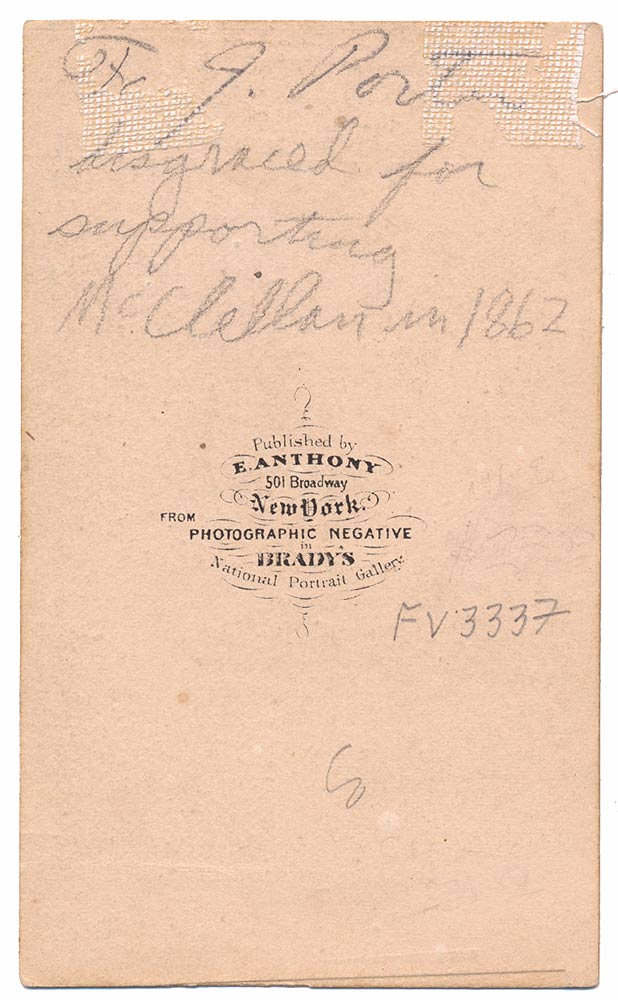 Fitz J. Porter
disgraced for
supporting
McClellan in 1862
Published by
E. ANTHONY
501 Broadway
New York.
FROM
PHOTOGRAPHIC NEGATIVE
in
BRADY'S
National Portrait Gallery.
FV3337